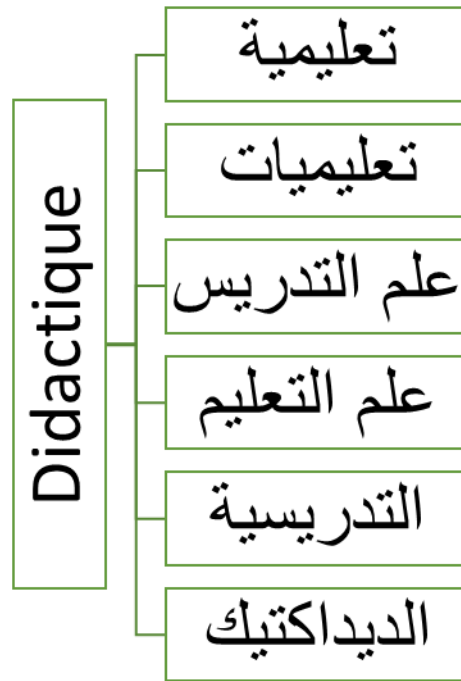 Didactique
تعليمية
تعليميات
علم التدريس
علم التعليم
التدريسية
الديداكتيك